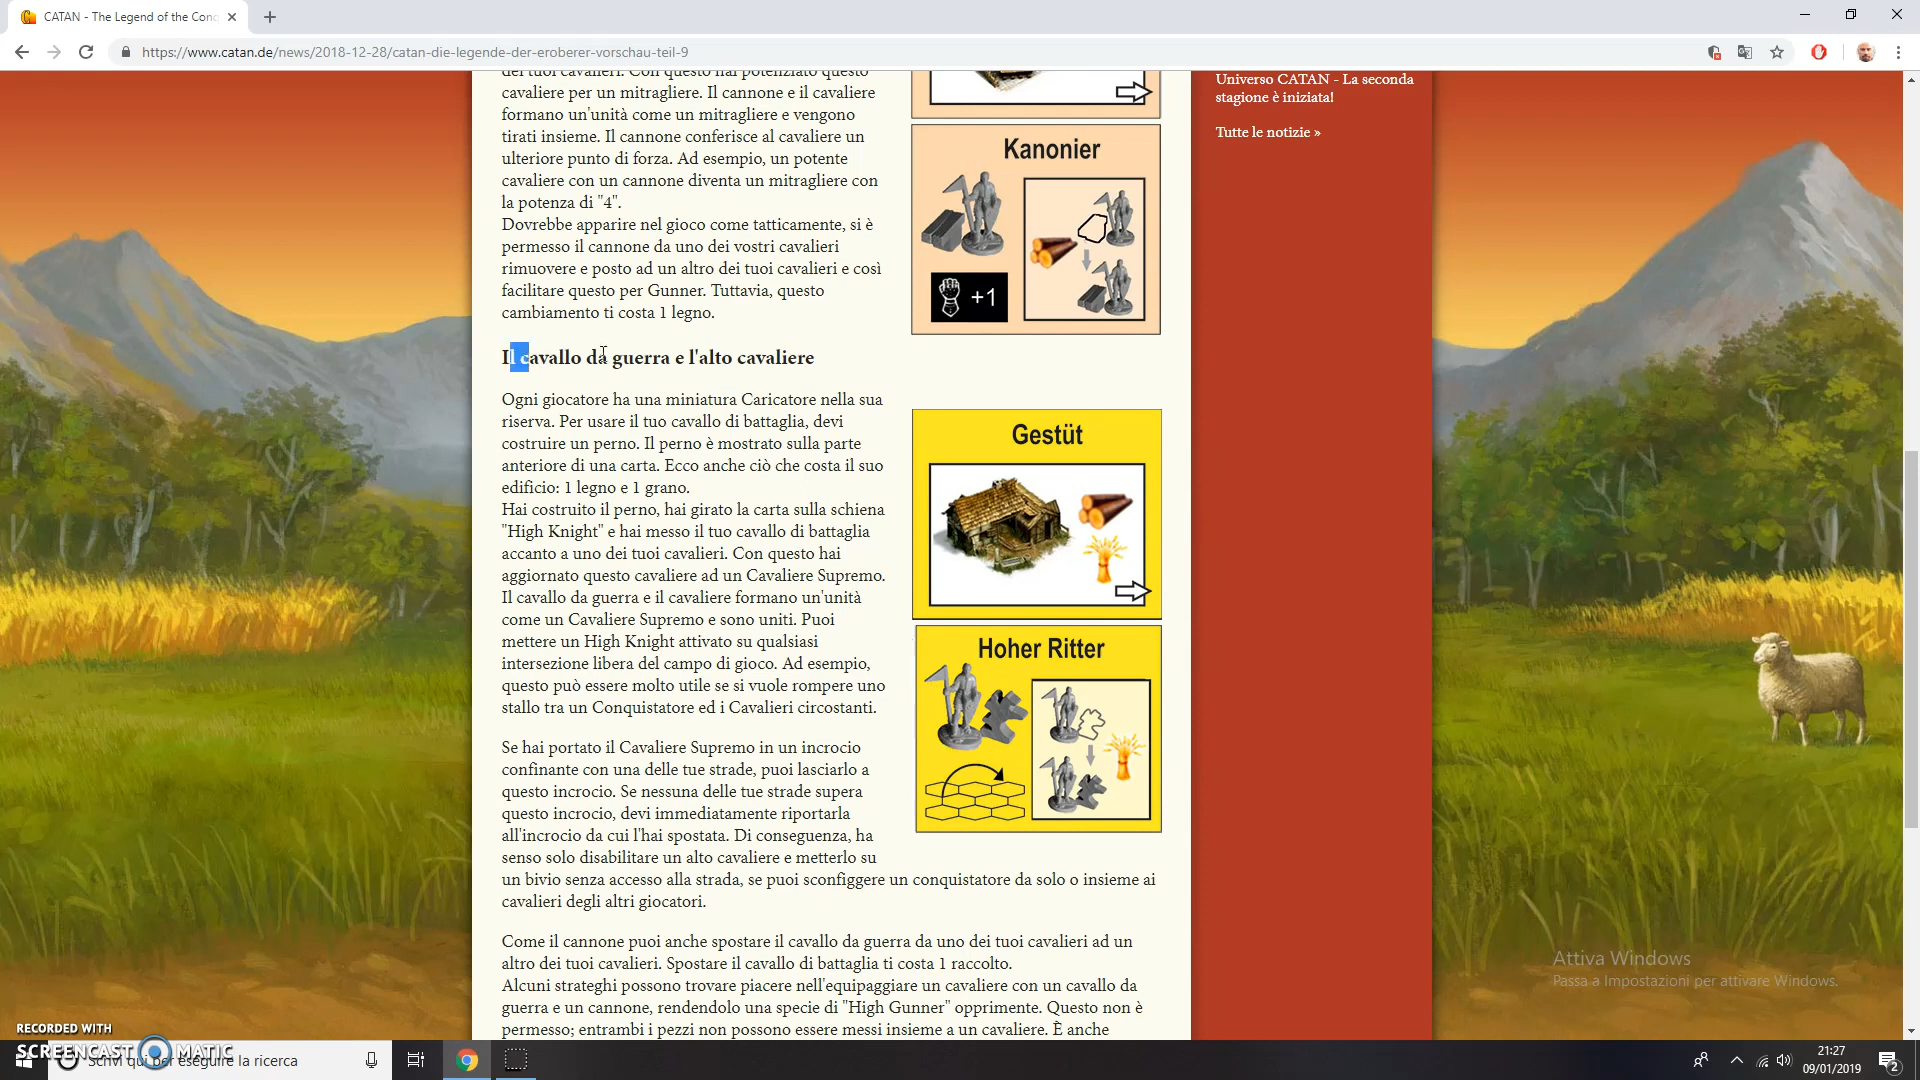 CATAN - The Legend of the Conq
https://www.catan.de/news/2018-12-28/catan-die-legende-der-eroberer-vorschau-teil-9
dei tuoi cavalieri. Con questo hai potenziato questo
cavaliere per un mitragliere. Il cannone e il cavaliere
formano un'unità come un mitragliere e vengono
tirati insieme. Il cannone conferisce al cavaliere un
ulteriore punto di forza. Ad esempio, un potente
cavaliere con un cannone diventa un mitragliere con
la potenza di "4".
Dovrebbe apparire nel gioco come tatticamente, si è
permesso il cannone da uno dei vostri cavalieri
rimuovere e posto ad un altro dei tuoi cavalieri e così
facilitare questo per Gunner. Tuttavia, questo
cambiamento ti costa 1 legno.
Kanonier
+1
Il cavallo da guerra e l'alto cavaliere
Ogni giocatore ha una miniatura Caricatore nella sua
riserva. Per usare il tuo cavallo di battaglia, devi
costruire un perno. Il perno è mostrato sulla parte
anteriore di una carta. Ecco anche ciò che costa il suo
edificio: 1 legno e 1 grano.
Hai costruito il perno, hai girato la carta sulla schiena
"High Knight" e hai messo il tuo cavallo di battaglia
accanto a uno dei tuoi cavalieri. Con questo hai
aggiornato questo cavaliere ad un Cavaliere Supremo.
Il cavallo da guerra e il cavaliere formano un'unità
come un Cavaliere Supremo e sono uniti. Puoi
mettere un High Knight attivato su qualsiasi
intersezione libera del campo di gioco. Ad esempio,
questo può essere molto utile se si vuole rompere uno
stallo tra un Conquistatore ed i Cavalieri circostanti.
Gestüt
Hoher Ritter
Se hai portato il Cavaliere Supremo in un incrocio
confinante con una delle tue strade, puoi lasciarlo a
questo incrocio. Se nessuna delle tue strade supera
questo incrocio, devi immediatamente riportarla
all'incrocio da cui l'hai spostata. Di conseguenza, ha
senso solo disabilitare un alto cavaliere e metterlo su
un bivio senza accesso alla strada, se puoi sconfiggere un conquistatore da solo o insieme ai
cavalieri degli altri giocatori.
Come il cannone puoi anche spostare il cavallo da guerra da uno dei tuoi cavalieri ad un
altro dei tuoi cavalieri. Spostare il cavallo di battaglia ti costa 1 raccolto.
Alcuni strateghi possono trovare piacere nell'equipaggiare un cavaliere con un cavallo da
guerra e un cannone, rendendolo una specie di "High Gunner" opprimente. Questo non è
permesso; entrambi i pezzi non possono essere messi insieme a un cavaliere. È anche
Universo CATAN - La seconda
stagione è iniziata!
Tutte le notizie »
Attiva Windows
Passa a Impostazioni per attivare Windows.
RECORDED WITH
SCREENCAST MATIC
Scrivi qui per eseguire la ricerca
21:27
09/01/2019
2